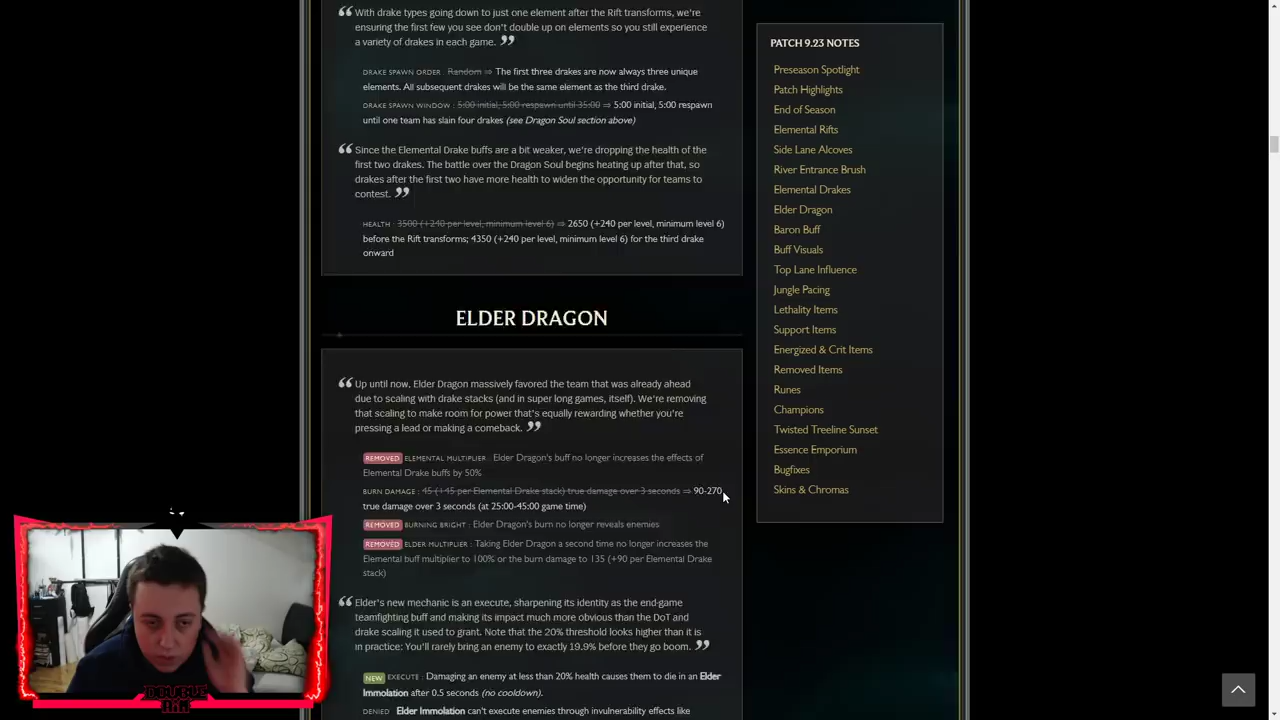 With drake types going down to just one element after the Rift transforms, we're
ensuring the first few you see don't double up on elements so you still experience
a variety of drakes in each game.
DRAKE SPAWN ORDER : Random ⇒ The first three drakes are now always three unique
elements. All subsequent drakes will be the same element as the third drake.
DRAKE SPAWN WINDOW : 5:00 initial, 5:00 respawn until 35:00 ⇒ 5:00 initial, 5:00 respawn
until one team has slain four drakes (see Dragon Soul section above)
Since the Elemental Drake buffs are a bit weaker, we're dropping the health of the
first two drakes. The battle over the Dragon Soul begins heating up after that, so
drakes after the first two have more health to widen the opportunity for teams to
contest.
HEALTH : 3500 (+240 per level, minimum level 6) ⇒ 2650 (+240 per level, minimum level 6)
before the Rift transforms; 4350 (+240 per level, minimum level 6) for the third drake
onward
ELDER DRAGON
Up until now, Elder Dragon massively favored the team that was already ahead
due to scaling with drake stacks (and in super long games, itself). We're removing
that scaling to make room for power that's equally rewarding whether you're
pressing a lead or making a comeback.
REMOVED ELEMENTAL MULTIPLIER : Elder Dragon's buff no longer increases the effects of
Elemental Drake buffs by 50%
BURN DAMAGE : 45 (+45 per Elemental Drake stack) true damage over 3 seconds ⇒ 90-270
true damage over 3 seconds (at 25:00-45:00 game time)
REMOVED BURNING BRIGHT : Elder Dragon's burn no longer reveals enemies
REMOVED ELDER MULTIPLIER : Taking Elder Dragon a second time no longer increases the
Elemental buff multiplier to 100% or the burn damage to 135 (+90 per Elemental Drake
stack)
Elder's new mechanic is an execute, sharpening its identity as the end-game
teamfighting buff and making its impact much more obvious than the DoT and
drake scaling it used to grant. Note that the 20% threshold looks higher than it is
in practice: You'll rarely bring an enemy to exactly 19.9% before they go boom.
NEW EXECUTE : Damaging an enemy at less than 20% health causes them to die in an Elder
Immolation after 0.5 seconds (no cooldown).
DENIED Elder Immolation can't execute enemies through invulnerability effects like
PATCH 9.23 NOTES
Preseason Spotlight
Patch Highlights
End of Season
Elemental Rifts
Side Lane Alcoves
River Entrance Brush
Elemental Drakes
Elder Dragon
Baron Buff
Buff Visuals
Top Lane Influence
Jungle Pacing
Lethality Items
Support Items
Energized & Crit Items
Removed Items
Runes
Champions
Twisted Treeline Sunset
Essence Emporium
Bugfixes
Skins & Chromas